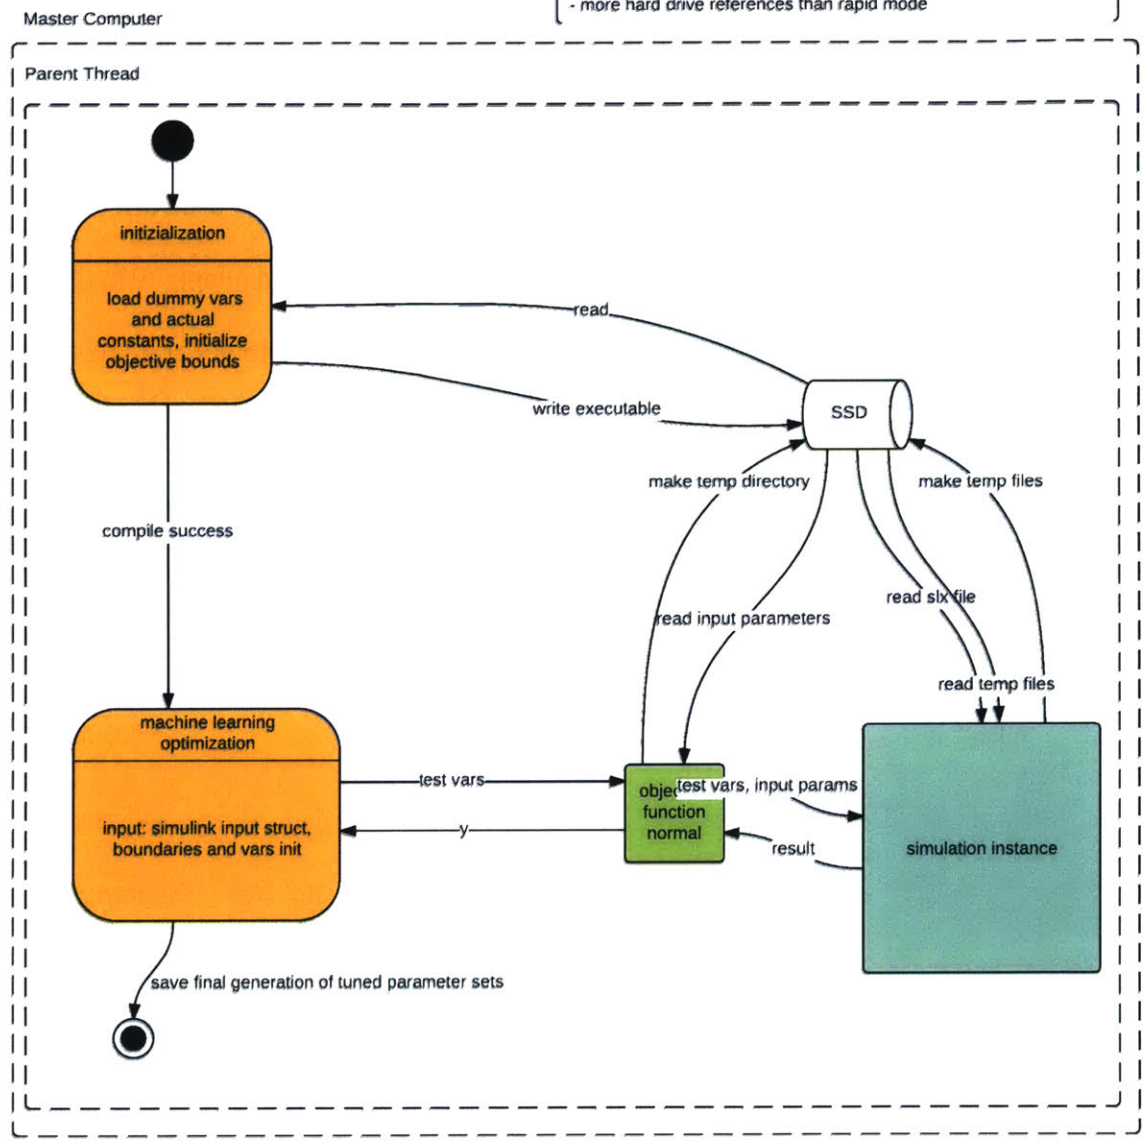 - more hard drive references than rapid mode
Master Computer
Parent Thread
initizialization
load dummy vars
and actual
constants, initialize
objective bounds
read
write executable
SSD
make temp directory
make temp files
compile success
read slx file
read input parameters
read temp files
machine learning
optimization
input: simulink input struct,
boundaries and vars init
test vars
y
function
normal
test vars, input params
result
simulation instance
save final generation of tuned parameter sets